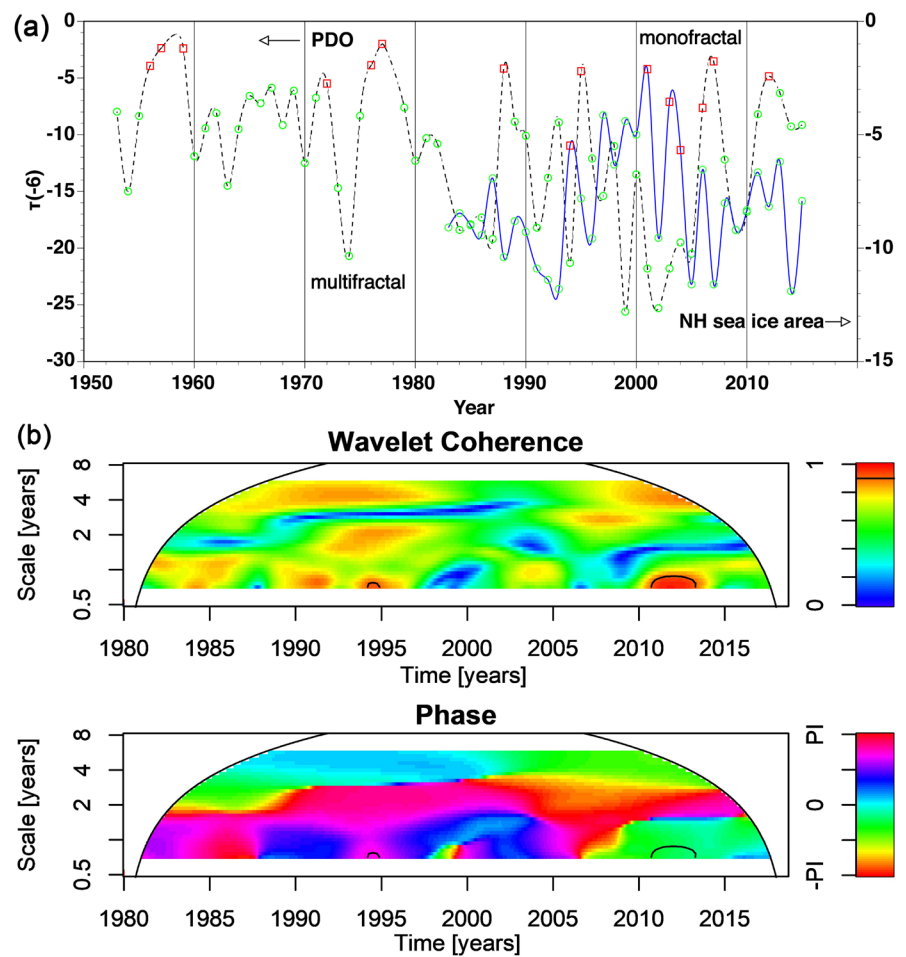 (a)
0
-5
-10
-15
-20
-25
-30
τ(-6)
PDO
monofractal
multifractal
NH sea ice area
0
-5
-10
-15
1950 1960 1970 1980 1990 2000 2010
Year
(b)
Wavelet Coherence
8
4
2
0.5
Scale [years]
1
0
1980 1985 1990 1995 2000 2005 2010 2015
Time [years]
Phase
8
4
2
0.5
Scale [years]
PI
0
-PI
1980 1985 1990 1995 2000 2005 2010 2015
Time [years]